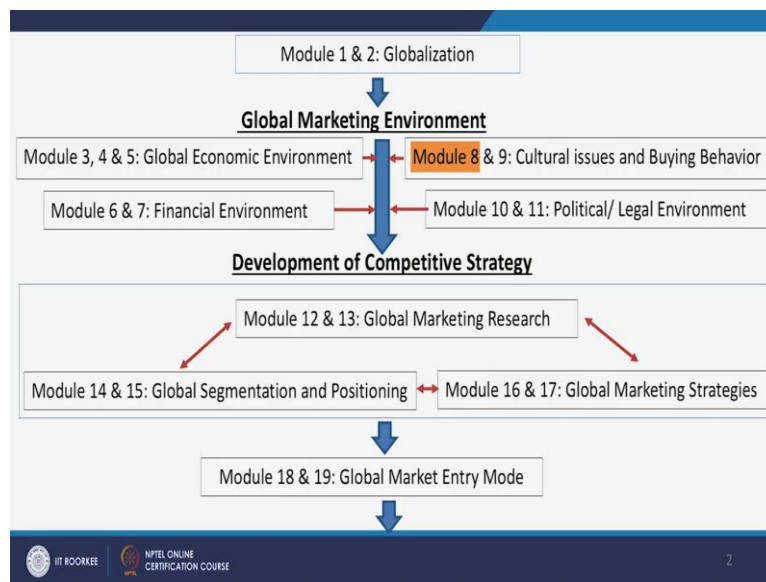 Module 1 & 2: Globalization
Global Marketing Environment
Module 3, 4 & 5: Global Economic Environment
Module 8 & 9: Cultural issues and Buying Behavior
Module 6 & 7: Financial Environment
Module 10 & 11: Political/ Legal Environment
Development of Competitive Strategy
Module 12 & 13: Global Marketing Research
Module 14 & 15: Global Segmentation and Positioning
Module 16 & 17: Global Marketing Strategies
Module 18 & 19: Global Market Entry Mode
IIT ROORKEE
NPTEL ONLINE
CERTIFICATION COURSE
2